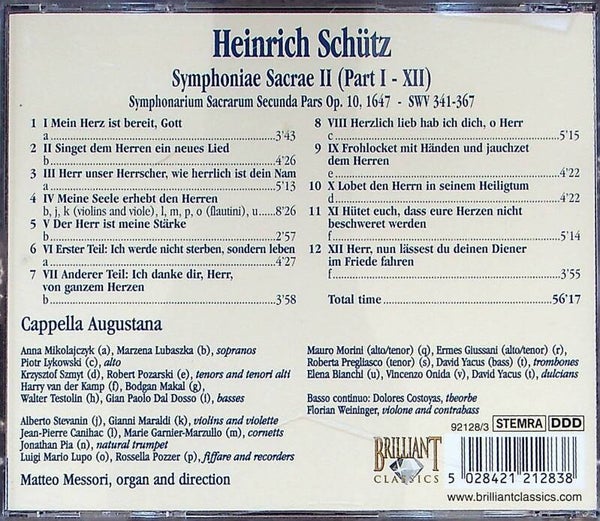 Heinrich Schütz
Symphoniae Sacrae II (Part I - XII)
Symphonarium Sacrarum Secunda Pars Op. 10, 1647 - SWV 341-367
1 I Mein Herz ist bereit, Gott
a 3'43
2 II Singet dem Herren ein neues Lied
b 4'26
3 III Herr unser Herrscher, wie herrlich ist dein Nam
a 5'13
4 IV Meine Seele erhebt den Herren
b, j, k (violins and viole), l, m, p, o (flautini), u 8'26
5 V Der Herr ist meine Stärke
b 2'57
6 VI Erster Teil: Ich werde nicht sterben, sondern leben
a 4'27
7 VII Anderer Teil: Ich danke dir, Herr,
von ganzem Herzen
b 3'58
8 VIII Herzlich lieb hab ich dich, o Herr
c 5'15
9 IX Frohlocket mit Händen und jauchzet
dem Herren
e 4'22
10 X Lobet den Herrn in seinem Heiligtum
d 4'22
11 XI Hütet euch, dass eure Herzen nicht
beschweret werden
f 5'14
12 XII Herr, nun lässest du deinen Diener
im Friede fahren
f 3'55
Total time 56'17
Cappella Augustana
Anna Mikolajczyk (a), Marzena Lubaszka (b), sopranos
Piotr Lykowski (c), alto
Krzysztof Szmyt (d), Robert Pozarski (e), tenors and tenori alti
Harry van der Kamp (f), Bodgan Makal (g),
Walter Testolin (h), Gian Paolo Dal Dosso (i), basses
Alberto Stevanin (j), Gianni Maraldi (k), violins and violette
Jean-Pierre Canihac (l), Marie Garnier-Marzullo (m), cornetts
Jonathan Pia (n), natural trumpet
Luigi Mario Lupo (o), Rossella Pozzer (p), fiffare and recorders
Matteo Messori, organ and direction
Mauro Morini (alto/tenor) (q), Ermes Giussani (alto/tenor) (r),
Roberta Pregliasco (tenor) (s), David Yacus (bass) (t), trombones
Elena Bianchi (u), Vincenzo Onida (v), David Yacus (t), dulcians
Basso continuo: Dolores Costoyas, theorbe
Florian Weininger, violone and contrabass
92128/3 STEMRA DDD
BRILLIANT
CLASSICS
5 028421 212838
www.brilliantclassics.com